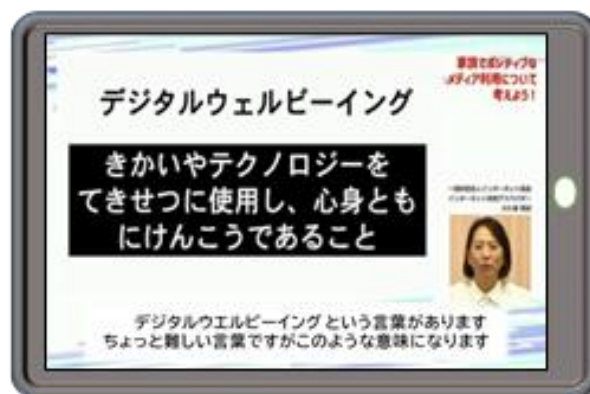 家族でポジティブな
メディア利用について
考えよう！
デジタルウェルビーイング
きかいやテクノロジーを
てきせつに使用し、心身とも
にけんこうであること
デジタルウエルビーイング という言葉があります
ちょっと難しい言葉ですがこのような意味になります